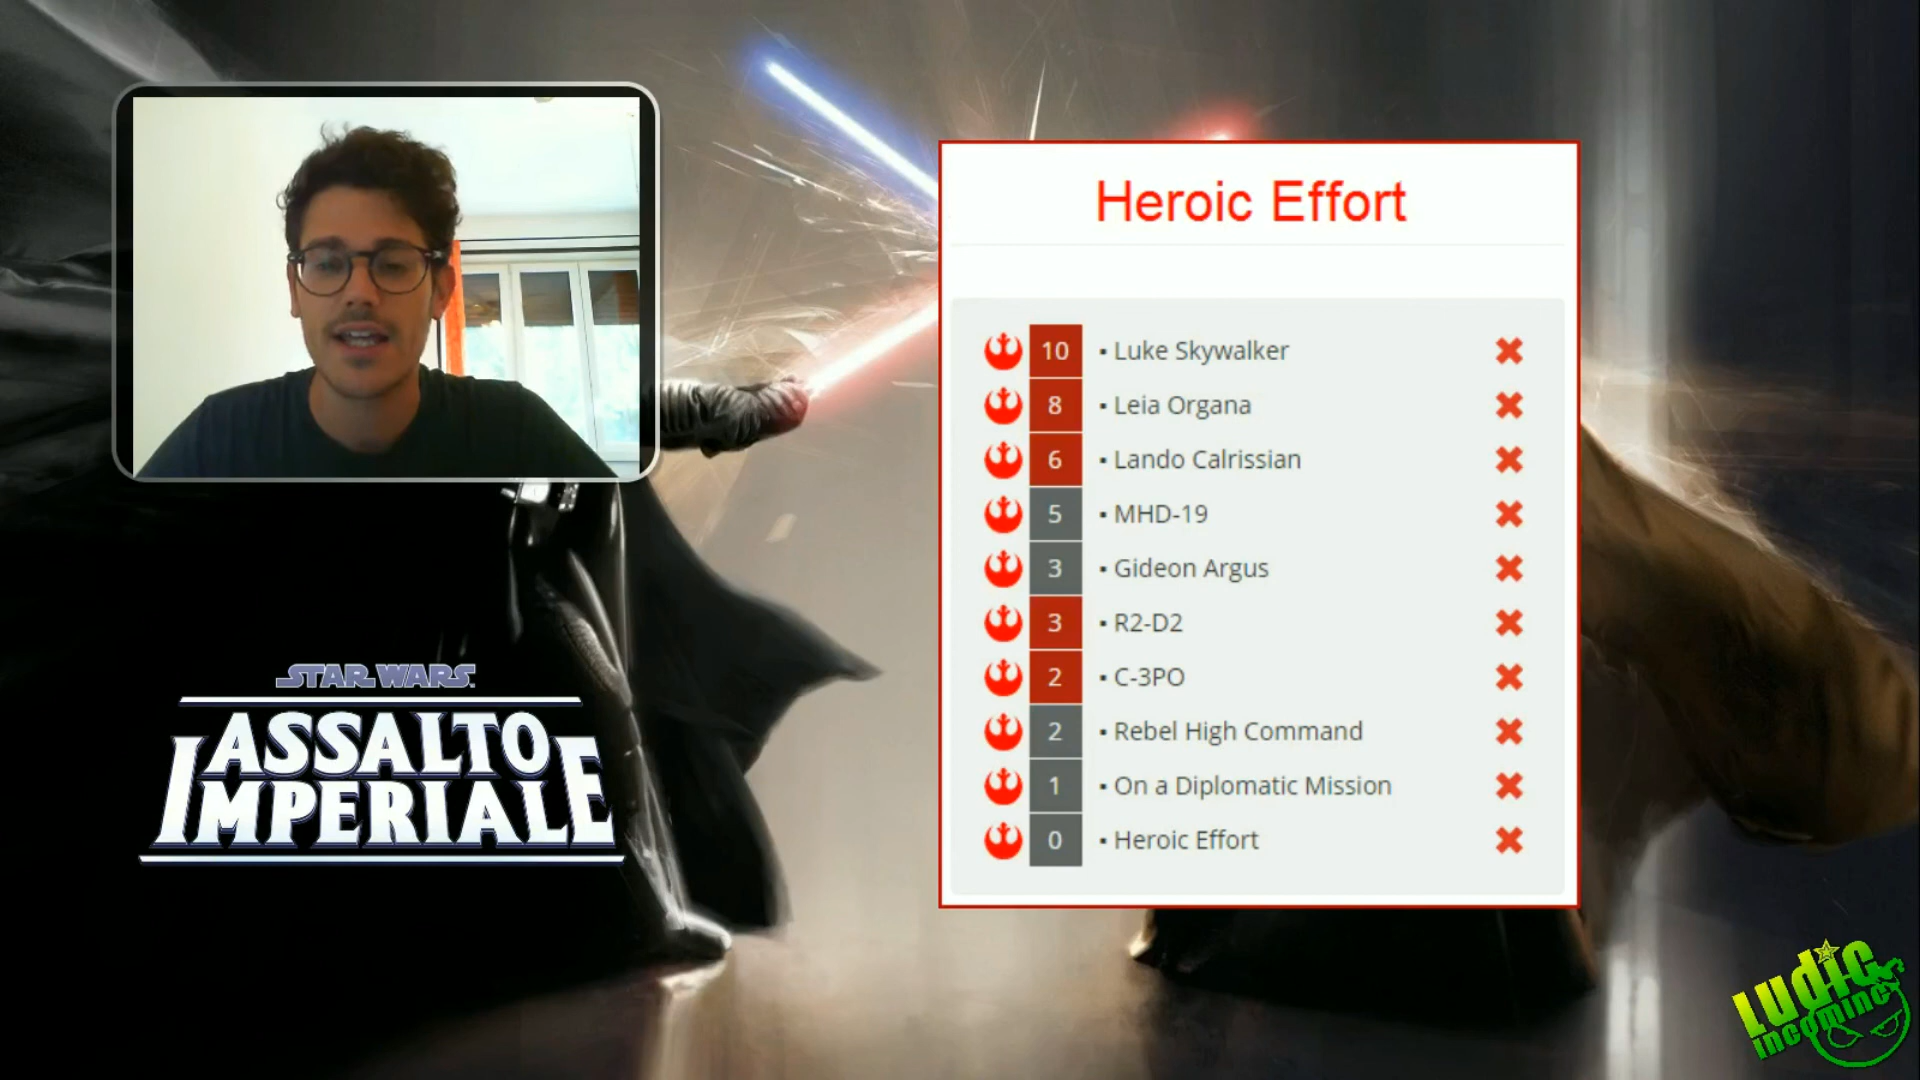 Heroic Effort
10 ▪ Luke Skywalker
8 ▪ Leia Organa
6 ▪ Lando Calrissian
5 ▪ MHD-19
3 ▪ Gideon Argus
3 ▪ R2-D2
2 ▪ C-3PO
2 ▪ Rebel High Command
1 ▪ On a Diplomatic Mission
0 ▪ Heroic Effort
STAR WARS
ASSALTO
IMPERIALE
Ludic
incoming